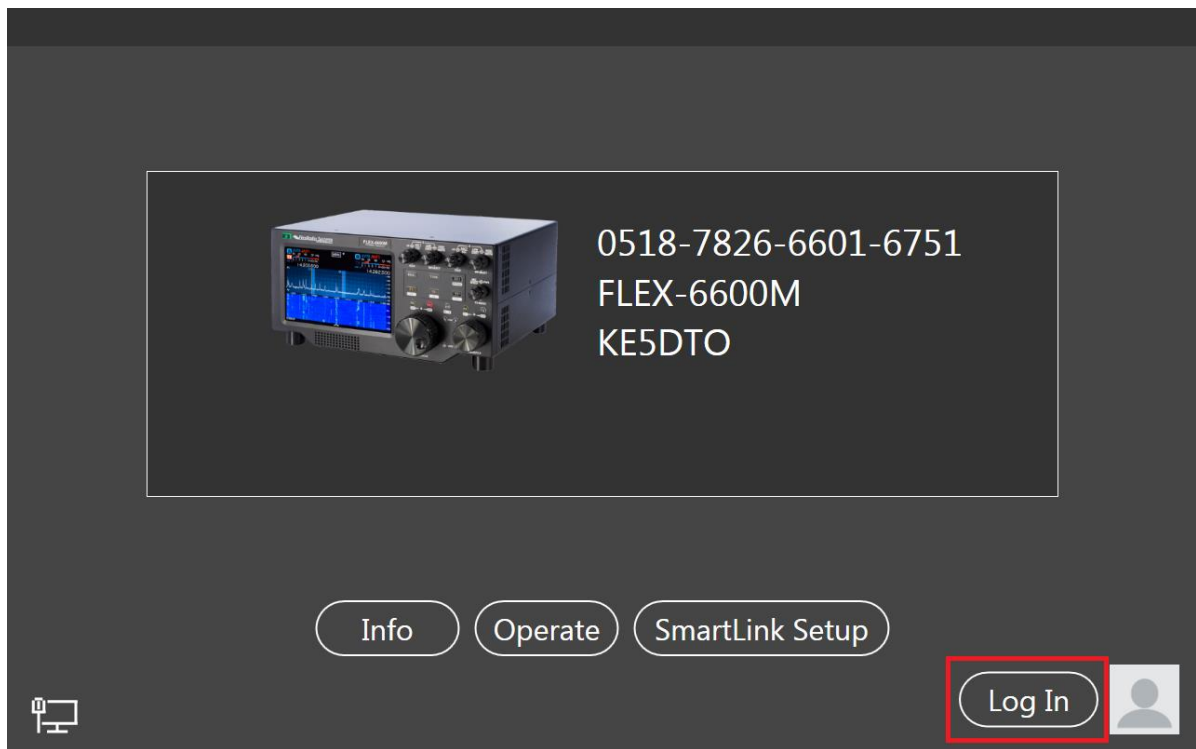 0518-7826-6601-6751
FLEX-6600M
KE5DTO
Info
Operate
SmartLink Setup
Log In